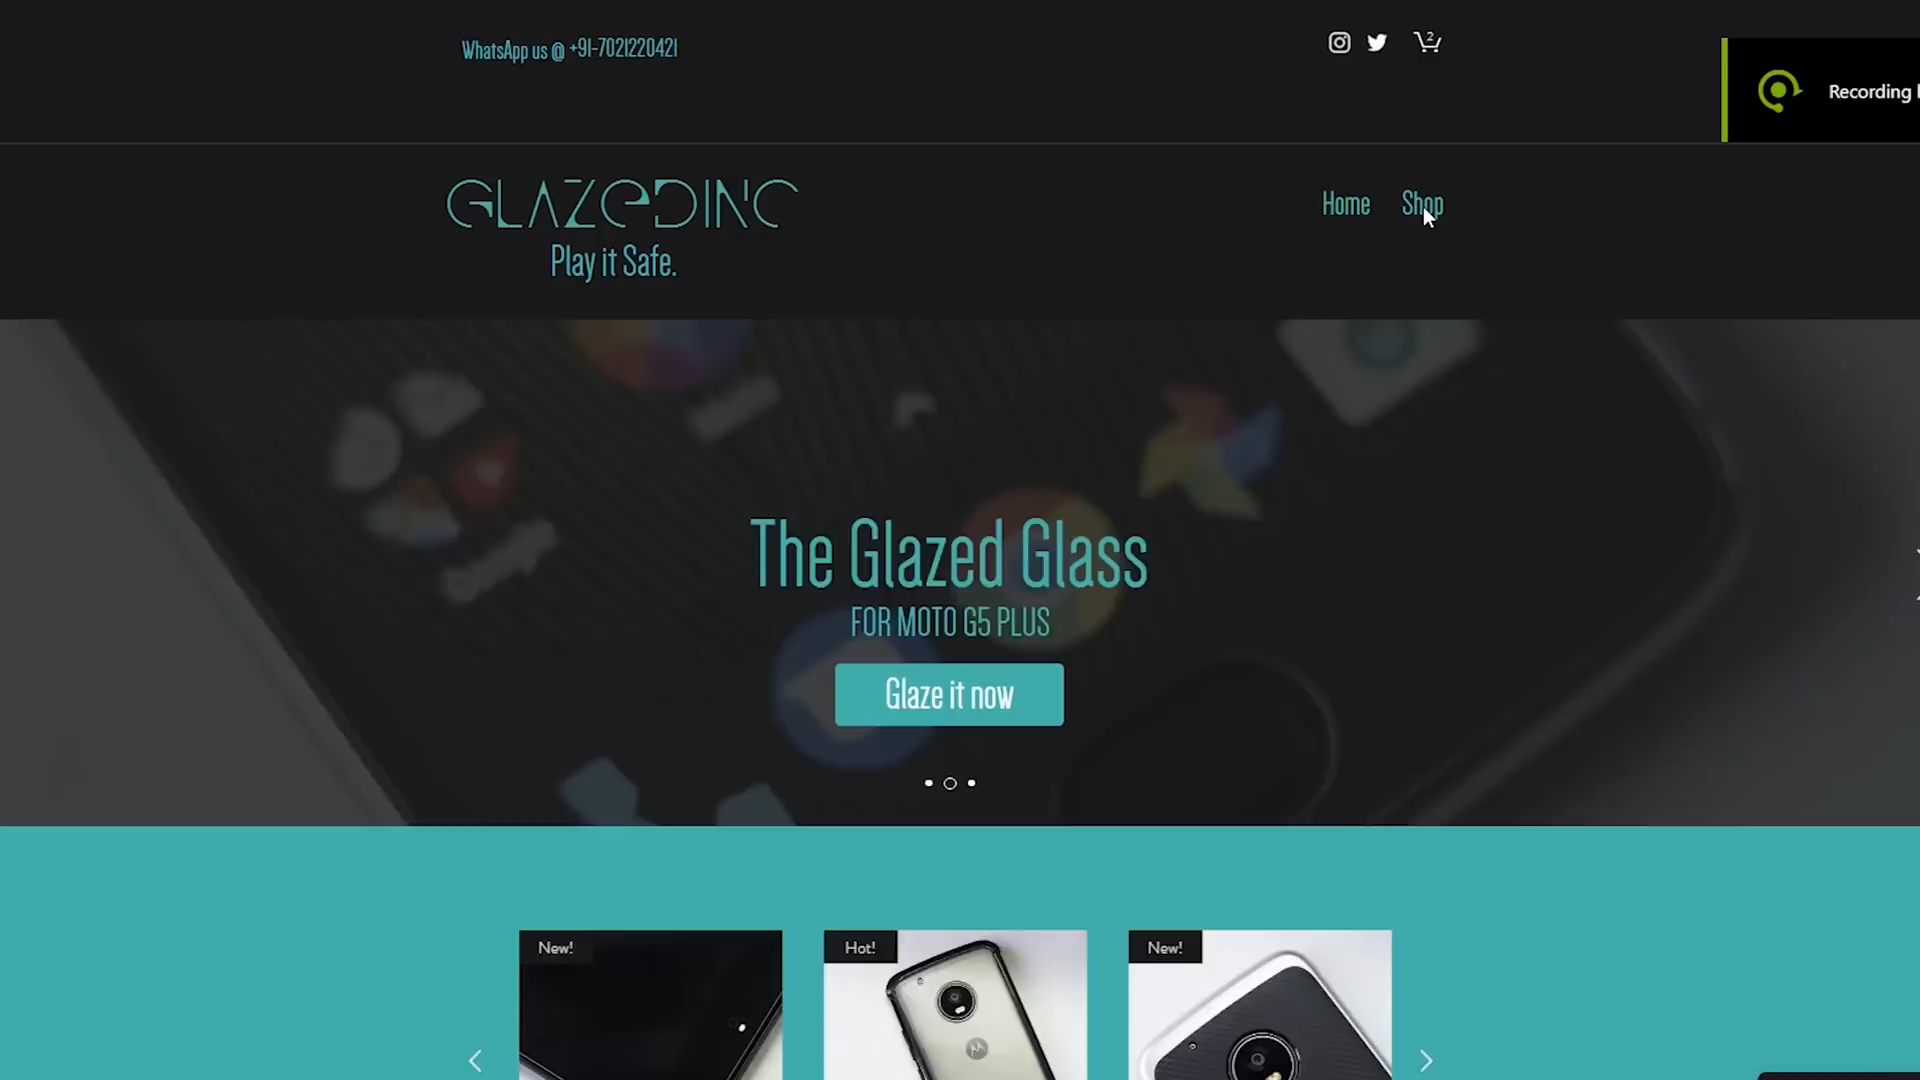 WhatsApp us @ +91-7021220421
2
Recording
GLAZEDINC
Play it Safe.
Home
Shop
The Glazed Glass
FOR MOTO G5 PLUS
Glaze it now
New!
Hot!
New!